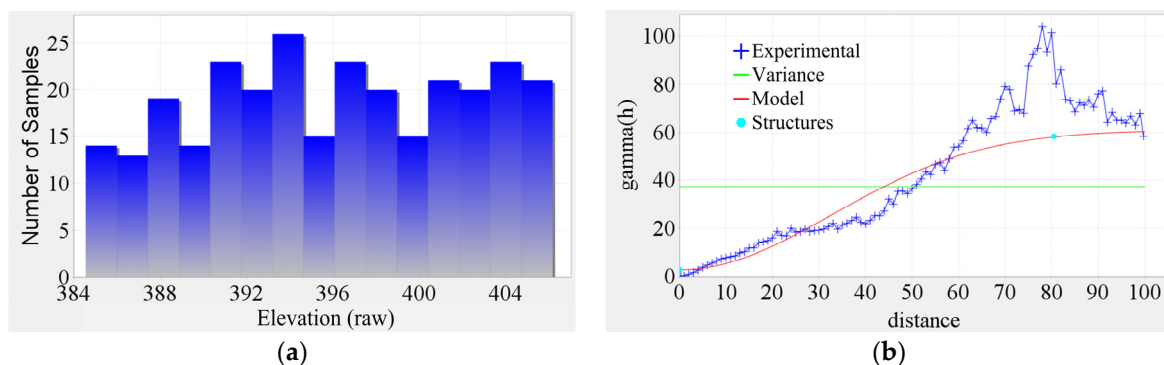 Number of Samples
25
20
15
10
5
0
384
388
392
396
400
404
Elevation (raw)
(a)
gamma(h)
100
80
60
40
20
0
Experimental
Variance
Model
Structures
0
10
20
30
40
50
60
70
80
90
100
distance
(b)